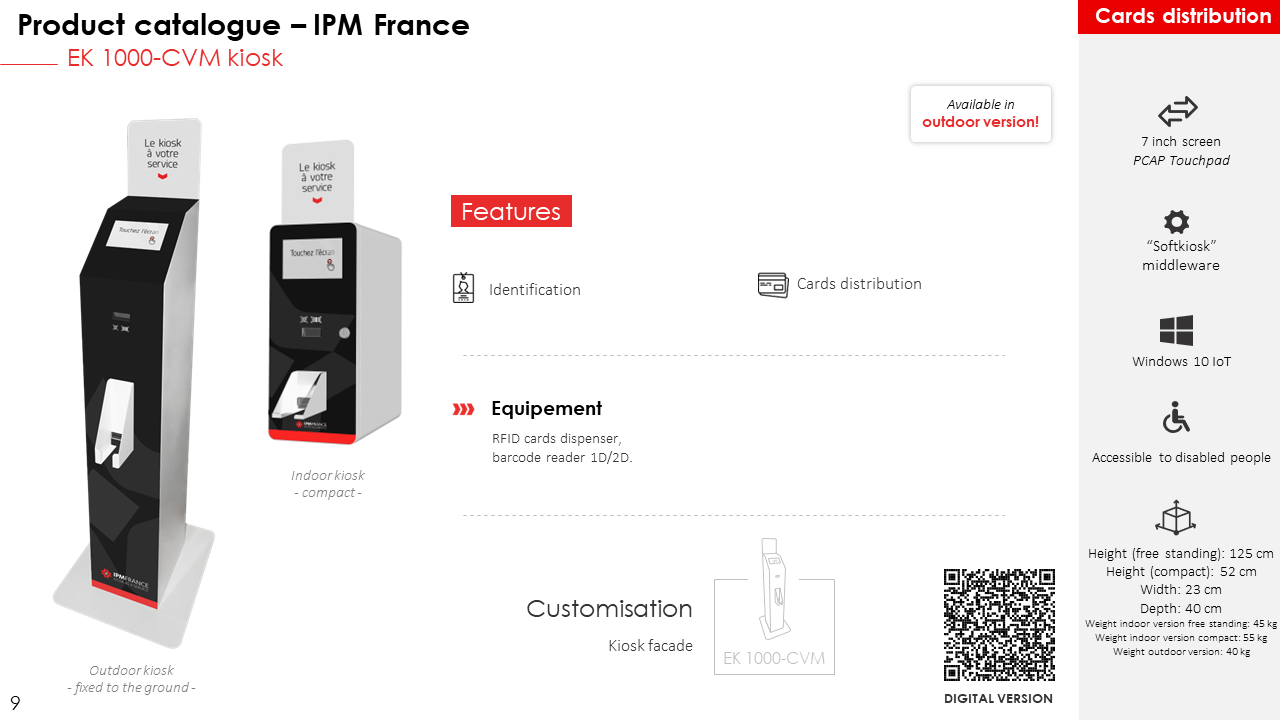 Product catalogue – IPM France
EK 1000-CVM kiosk
Cards distribution
Available in
outdoor version!
7 inch screen
PCAP Touchpad
“Softkiosk”
middleware
Windows 10 IoT
Accessible to disabled people
Height (free standing): 125 cm
Height (compact): 52 cm
Width: 23 cm
Depth: 40 cm
Weight indoor version free standing: 45 kg
Weight indoor version compact: 55 kg
Weight outdoor version: 40 kg
Le kiosk
à votre
service
Touchez l'écran
IPMFRANCE
Outdoor kiosk
- fixed to the ground -
Le kiosk
à votre
service
Touchez l'écran
IPMFRANCE
Indoor kiosk
- compact -
Features
Identification
Cards distribution
Equipement
RFID cards dispenser,
barcode reader 1D/2D.
Customisation
Kiosk facade
EK 1000-CVM
DIGITAL VERSION
9